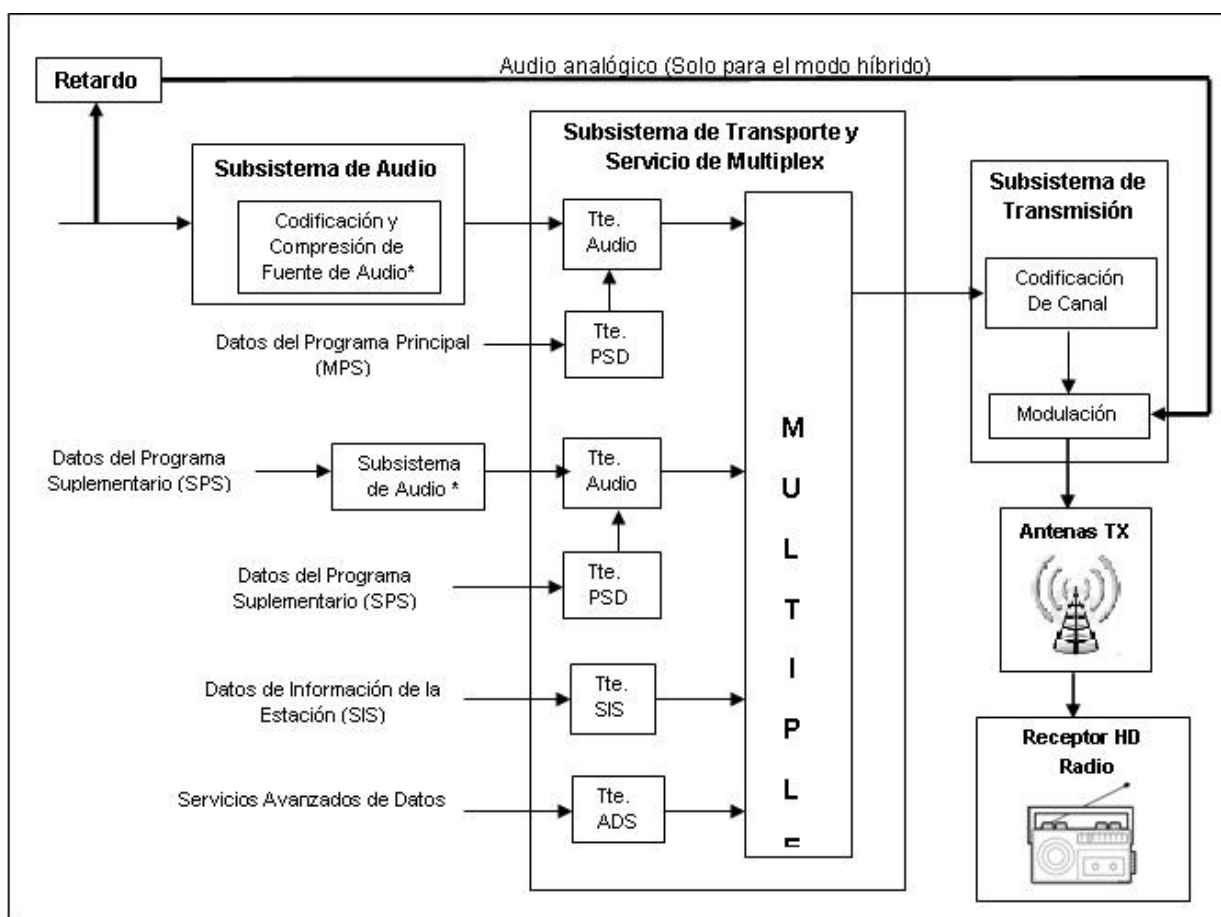 Audio analógico (Solo para el modo híbrido)
Retardo
Subsistema de Audio
Codificación y
Compresión de
Fuente de Audio*
Subsistema de Transporte y
Servicio de Multiplex
Tte.
Audio
Datos del Programa Principal
(MPS)
Tte.
PSD
Datos del Programa
Suplementario (SPS)
Subsistema
de Audio *
Tte.
Audio
Datos del Programa
Suplementario (SPS)
Tte.
PSD
Datos de Información de la
Estación (SIS)
Tte.
SIS
Servicios Avanzados de Datos
Tte.
ADS
M
U
L
T
I
P
L
E
Subsistema de
Transmisión
Codificación
De Canal
Modulación
Antenas TX
Receptor HD
Radio